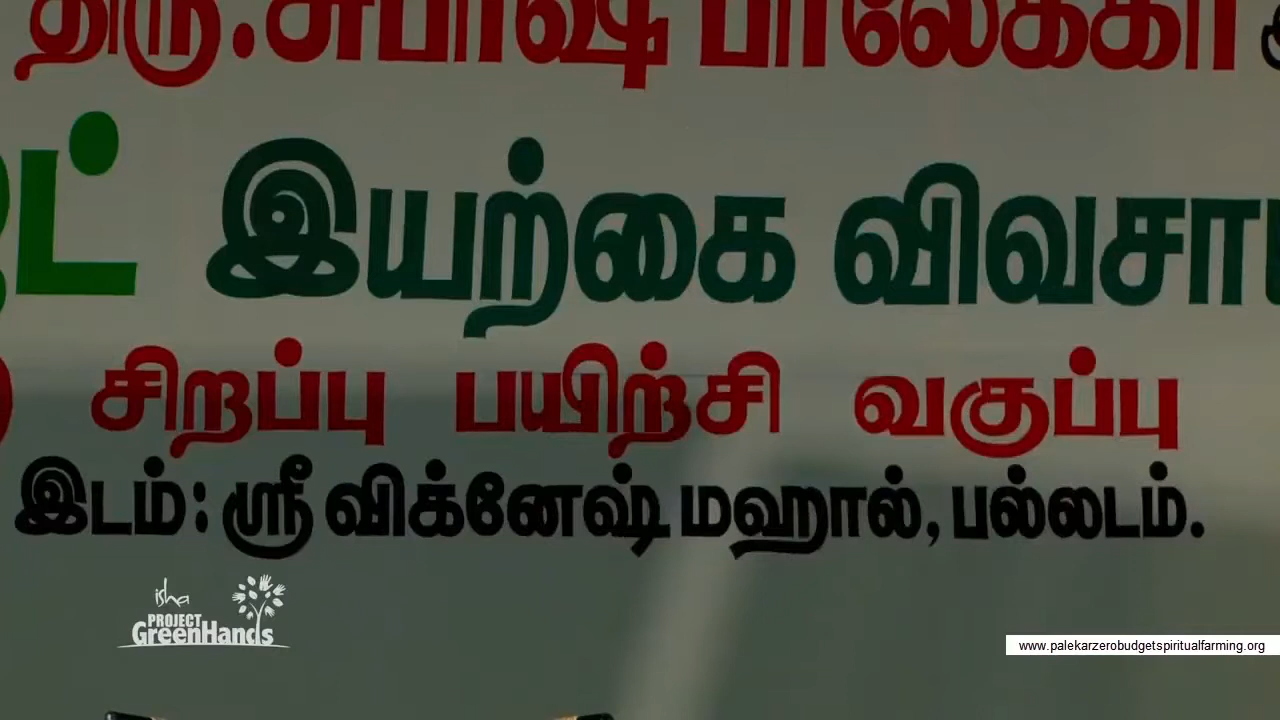 திரு.சுபாஷ் பாலேக்கர்
இயற்கை விவசா
சிறப்பு பயிற்சி வகுப்பு
இடம்: ஸ்ரீ விக்னேஷ் மஹால், பல்லடம்.
isha
PROJECT
GreenHands
www.palekarzerobudgetspiritualfarming.org